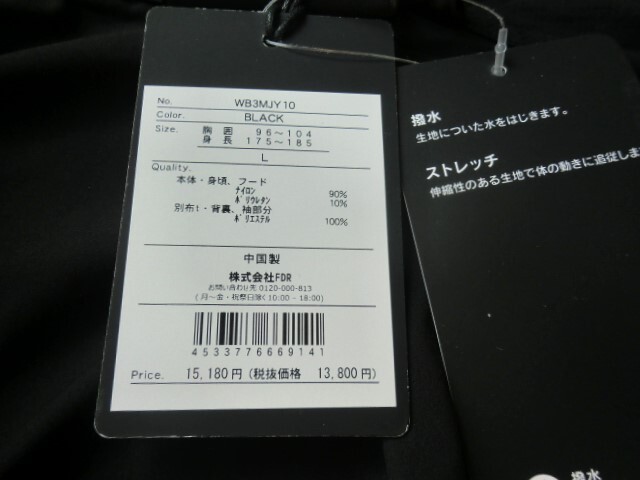 No. WB3MJY10
Color. BLACK
Size. 胸囲 96～104
身長 175～185
L
Quality.
本体・身頃、フード
ナイロン 90%
ポリウレタン 10%
別布t・背裏、袖部分
ポリエステル 100%
中国製
株式会社FDR
お問い合わせ先 0120-000-813
(月～金・祝祭日除く10:00 - 18:00)
4533776669141
Price. 15,180円(税抜価格 13,800円)
撥水
生地についた水をはじきます。
ストレッチ
伸縮性のある生地で体の動きに追従しま
撥水